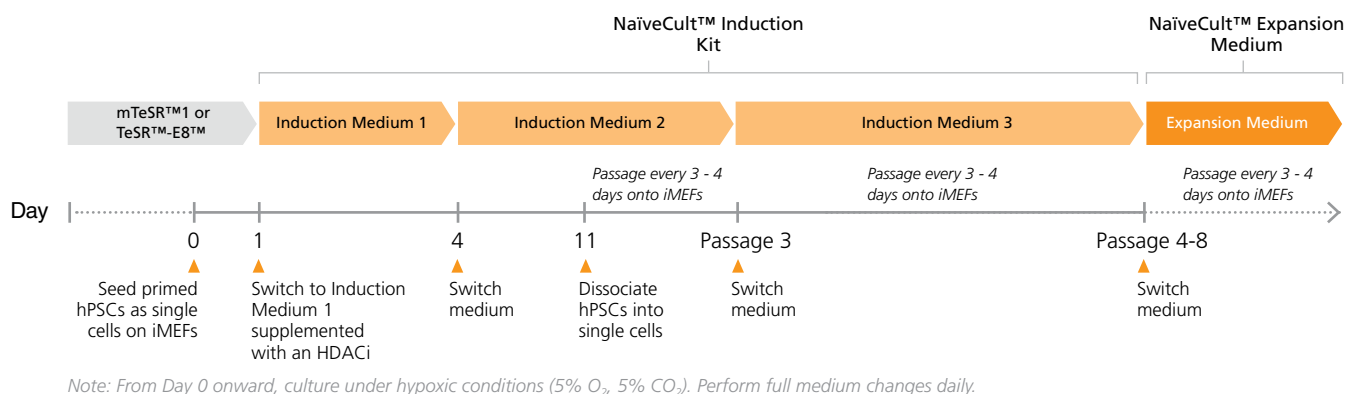 NaïveCult™ Induction
Kit
NaïveCult™ Expansion
Medium
mTeSR™1 or
TeSR™-E8™
Induction Medium 1
Induction Medium 2
Induction Medium 3
Expansion Medium
Passage every 3 - 4
days onto iMEFs
Passage every 3 - 4
days onto iMEFs
Passage every 3 - 4
days onto iMEFs
Day
0
1
4
11
Passage 3
Passage 4-8
Seed primed
hPSCs as single
cells on iMEFs
Switch to Induction
Medium 1
supplemented
with an HDACi
Switch
medium
Dissociate
hPSCs into
single cells
Switch
medium
Switch
medium
Note: From Day 0 onward, culture under hypoxic conditions (5% O₂, 5% CO₂). Perform full medium changes daily.